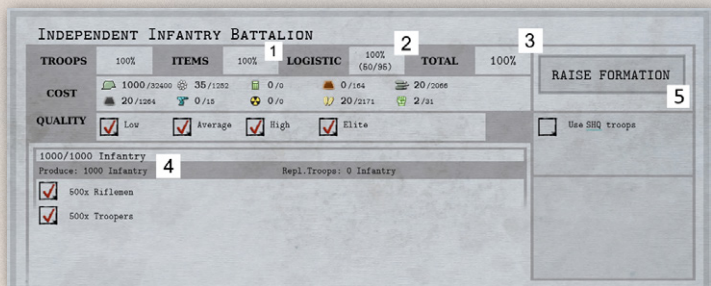 INDEPENDENT INFANTRY BATTALION
TROOPS 100% ITEMS 100% 1 LOGISTIC 100% (50/95) 2 TOTAL 100% 3
RAISE FORMATION
5
COST 1000/32400 35/1252 0/0 0/164 20/2066
20/1264 0/15 0/0 20/2171 2/31
QUALITY Low Average High Elite
Use SHQ troops
1000/1000 Infantry
Produce: 1000 Infantry 4 Repl.Troops: 0 Infantry
500x Riflemen
500x Troopers